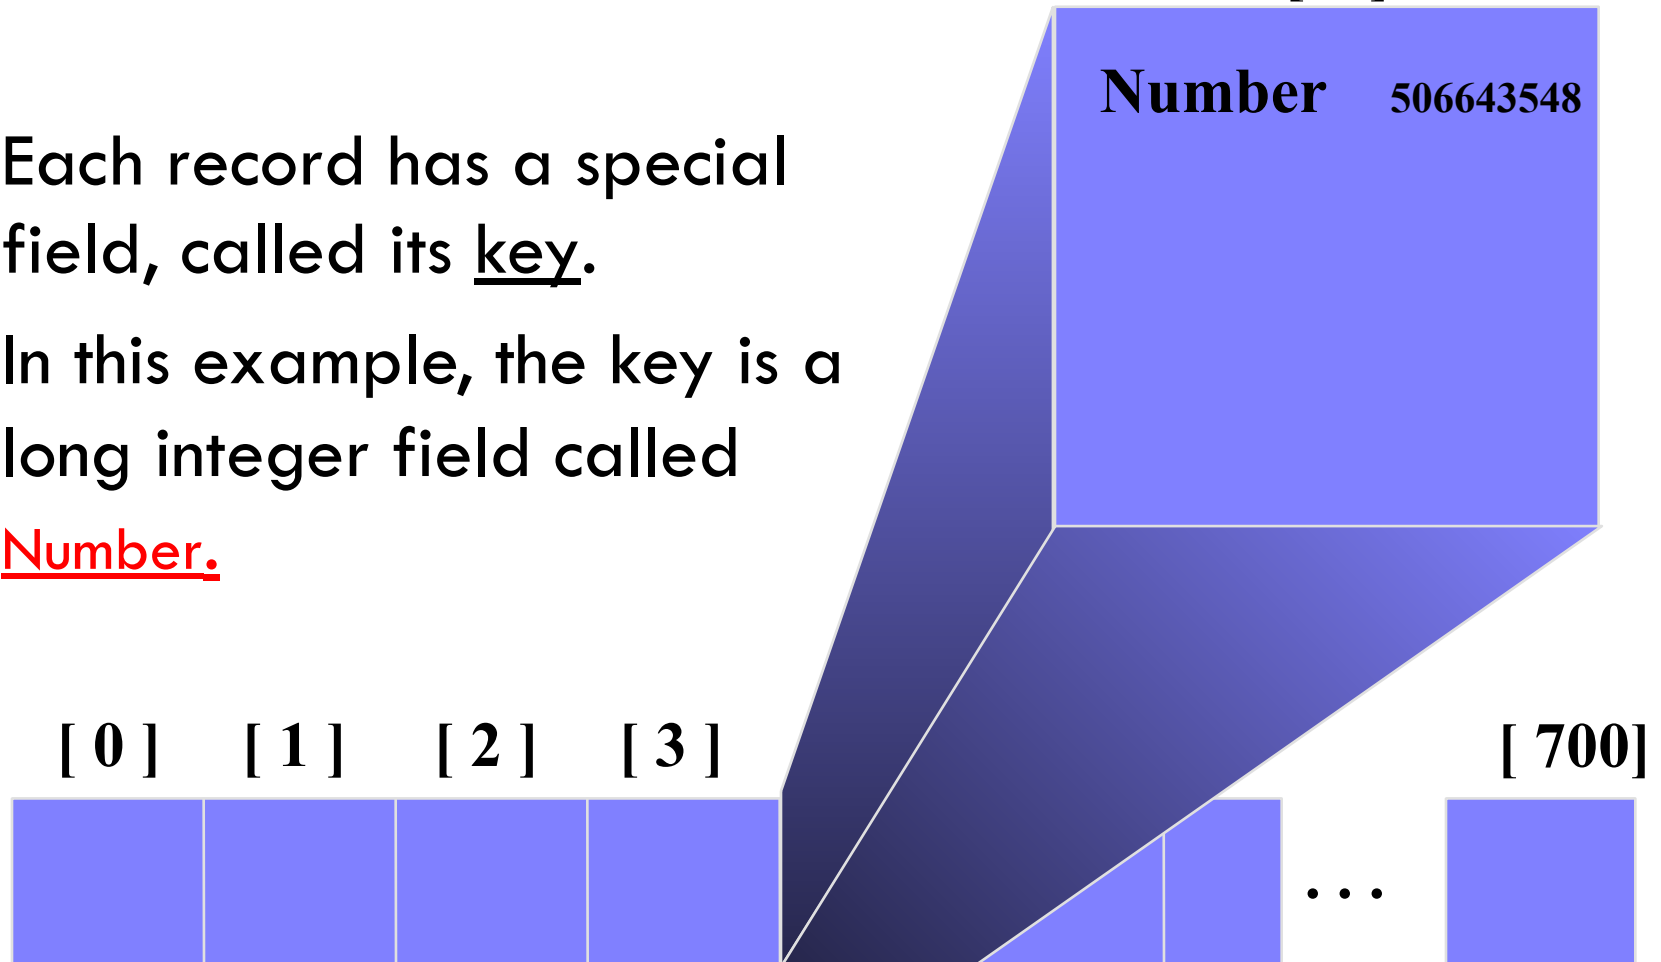 Number 506643548
Each record has a special
field, called its key.
In this example, the key is a
long integer field called
Number.
[ 0 ] [ 1 ] [ 2 ] [ 3 ] [ 700]
. . .